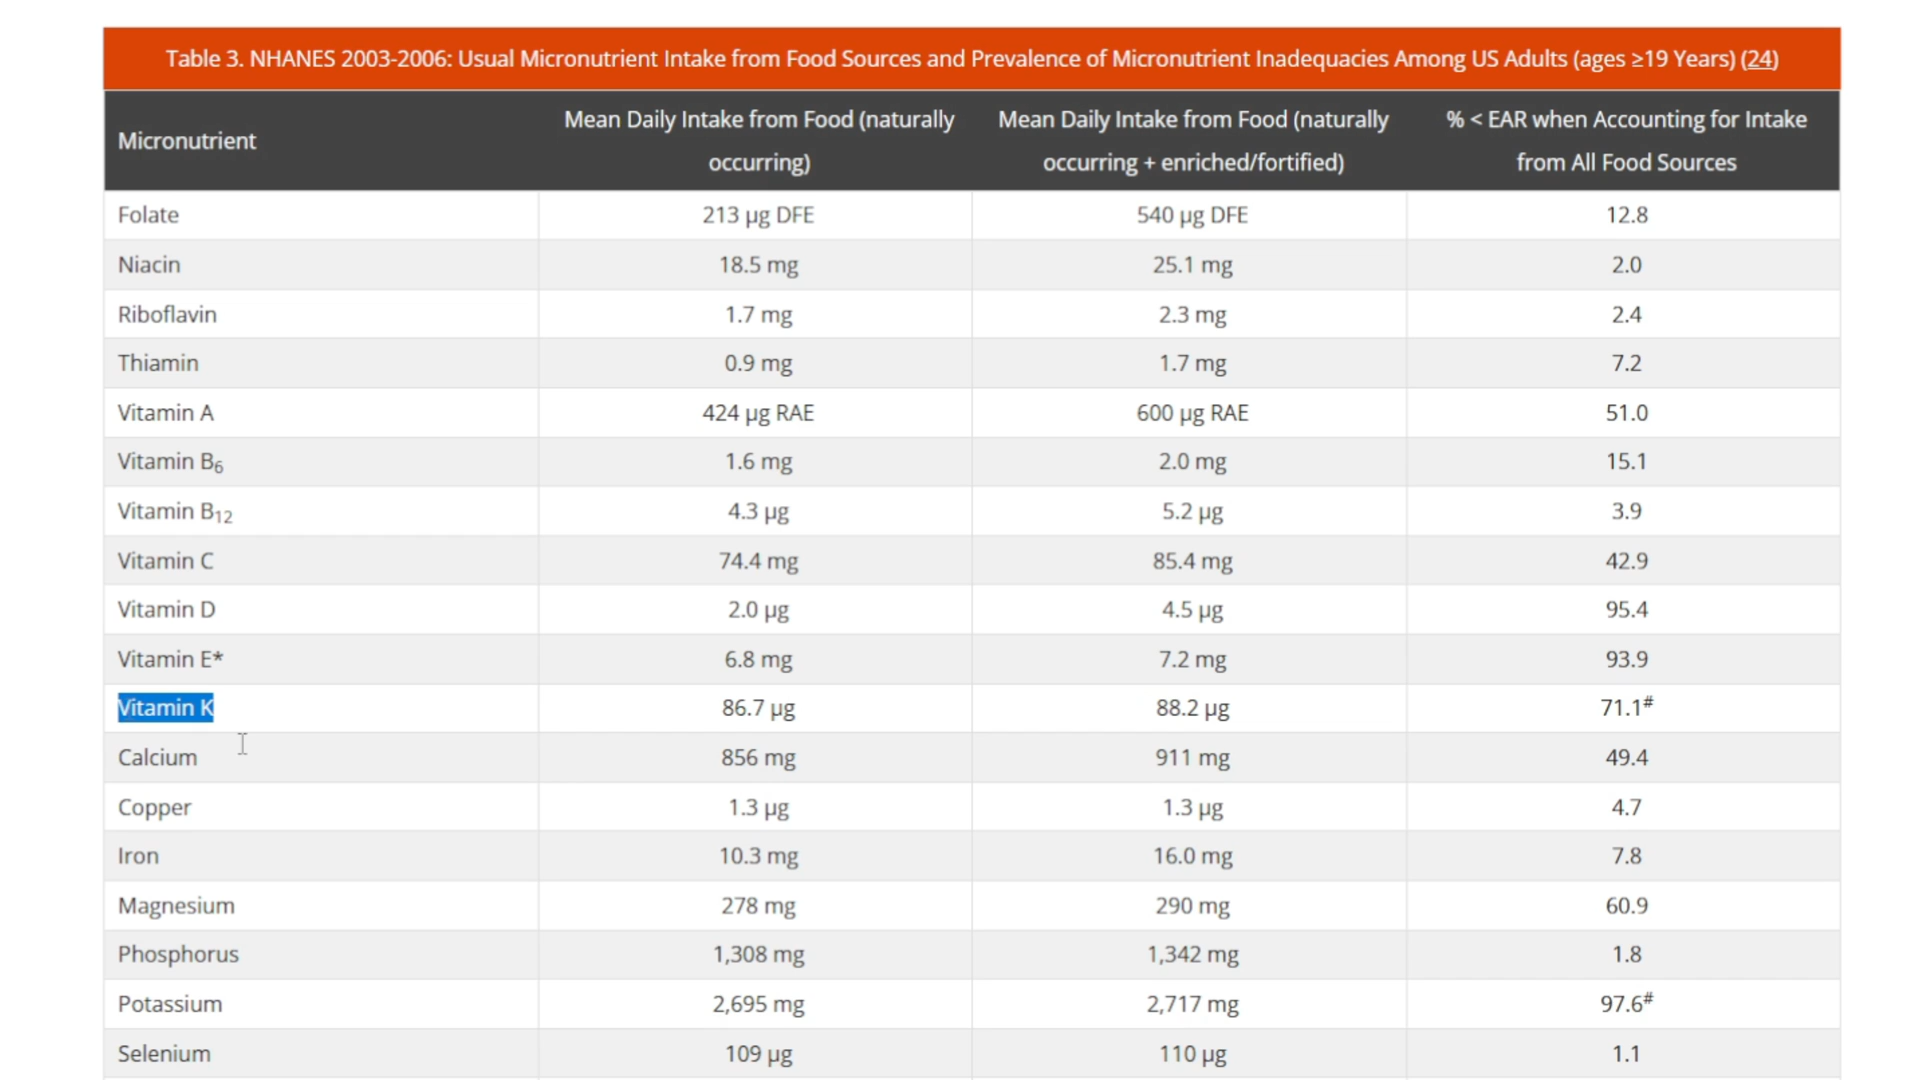 Table 3. NHANES 2003-2006: Usual Micronutrient Intake from Food Sources and Prevalence of Micronutrient Inadequacies Among US Adults (ages ≥19 Years) (24)
Micronutrient | Mean Daily Intake from Food (naturally occurring) | Mean Daily Intake from Food (naturally occurring + enriched/fortified) | % < EAR when Accounting for Intake from All Food Sources
Folate | 213 µg DFE | 540 µg DFE | 12.8
Niacin | 18.5 mg | 25.1 mg | 2.0
Riboflavin | 1.7 mg | 2.3 mg | 2.4
Thiamin | 0.9 mg | 1.7 mg | 7.2
Vitamin A | 424 µg RAE | 600 µg RAE | 51.0
Vitamin B₆ | 1.6 mg | 2.0 mg | 15.1
Vitamin B₁₂ | 4.3 µg | 5.2 µg | 3.9
Vitamin C | 74.4 mg | 85.4 mg | 42.9
Vitamin D | 2.0 µg | 4.5 µg | 95.4
Vitamin E* | 6.8 mg | 7.2 mg | 93.9
Vitamin K | 86.7 µg | 88.2 µg | 71.1#
Calcium | 856 mg | 911 mg | 49.4
Copper | 1.3 µg | 1.3 µg | 4.7
Iron | 10.3 mg | 16.0 mg | 7.8
Magnesium | 278 mg | 290 mg | 60.9
Phosphorus | 1,308 mg | 1,342 mg | 1.8
Potassium | 2,695 mg | 2,717 mg | 97.6#
Selenium | 109 µg | 110 µg | 1.1